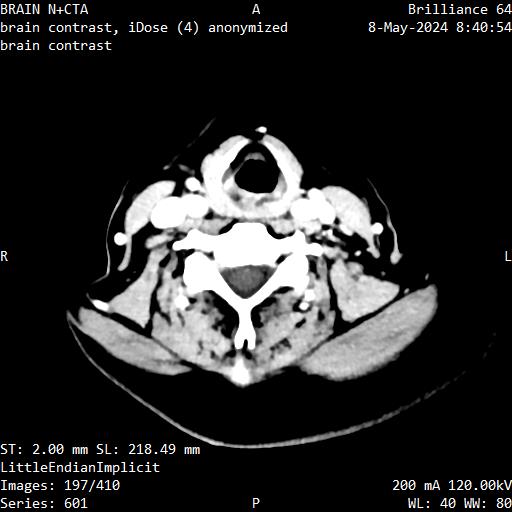 BRAIN N+CTA
A
Brilliance 64
brain contrast, iDose (4) anonymized
8-May-2024 8:40:54
brain contrast
R
L
ST: 2.00 mm SL: 218.49 mm
LittleEndianImplicit
Images: 197/410
200 mA 120.00kV
Series: 601
P
WL: 40 WW: 80